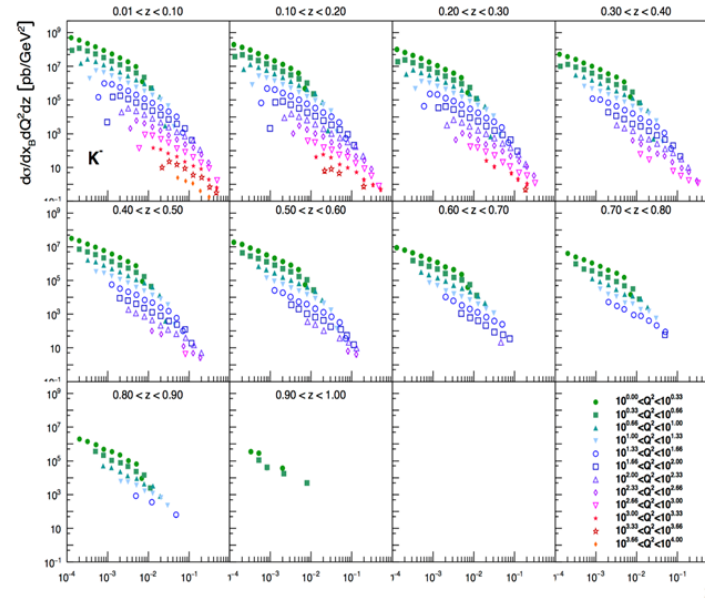 0.01 < z < 0.10
0.10 < z < 0.20
0.20 < z < 0.30
0.30 < z < 0.40
dσ/dx_B dQ²dz [pb/GeV²]
10⁹
10⁷
10⁵
10³
10
10⁻¹
K⁻
0.40 < z < 0.50
0.50 < z < 0.60
0.60 < z < 0.70
0.70 < z < 0.80
10⁹
10⁷
10⁵
10³
10
10⁻¹
0.80 < z < 0.90
0.90 < z < 1.00
10⁹
10⁷
10⁵
10³
10
10^0.00<Q²<10^0.33
10^0.33<Q²<10^0.66
10^0.66<Q²<10^1.00
10^1.00<Q²<10^1.33
10^1.33<Q²<10^1.66
10^1.66<Q²<10^2.00
10^2.00<Q²<10^2.33
10^2.33<Q²<10^2.66
10^2.66<Q²<10^3.00
10^3.00<Q²<10^3.33
10^3.33<Q²<10^3.66
10^3.66<Q²<10^4.00
10⁻⁴ 10⁻³ 10⁻² 10⁻¹ 10⁻³ 10⁻² 10⁻¹ 10⁻³ 10⁻² 10⁻¹ 10⁻⁴ 10⁻³ 10⁻² 10⁻¹